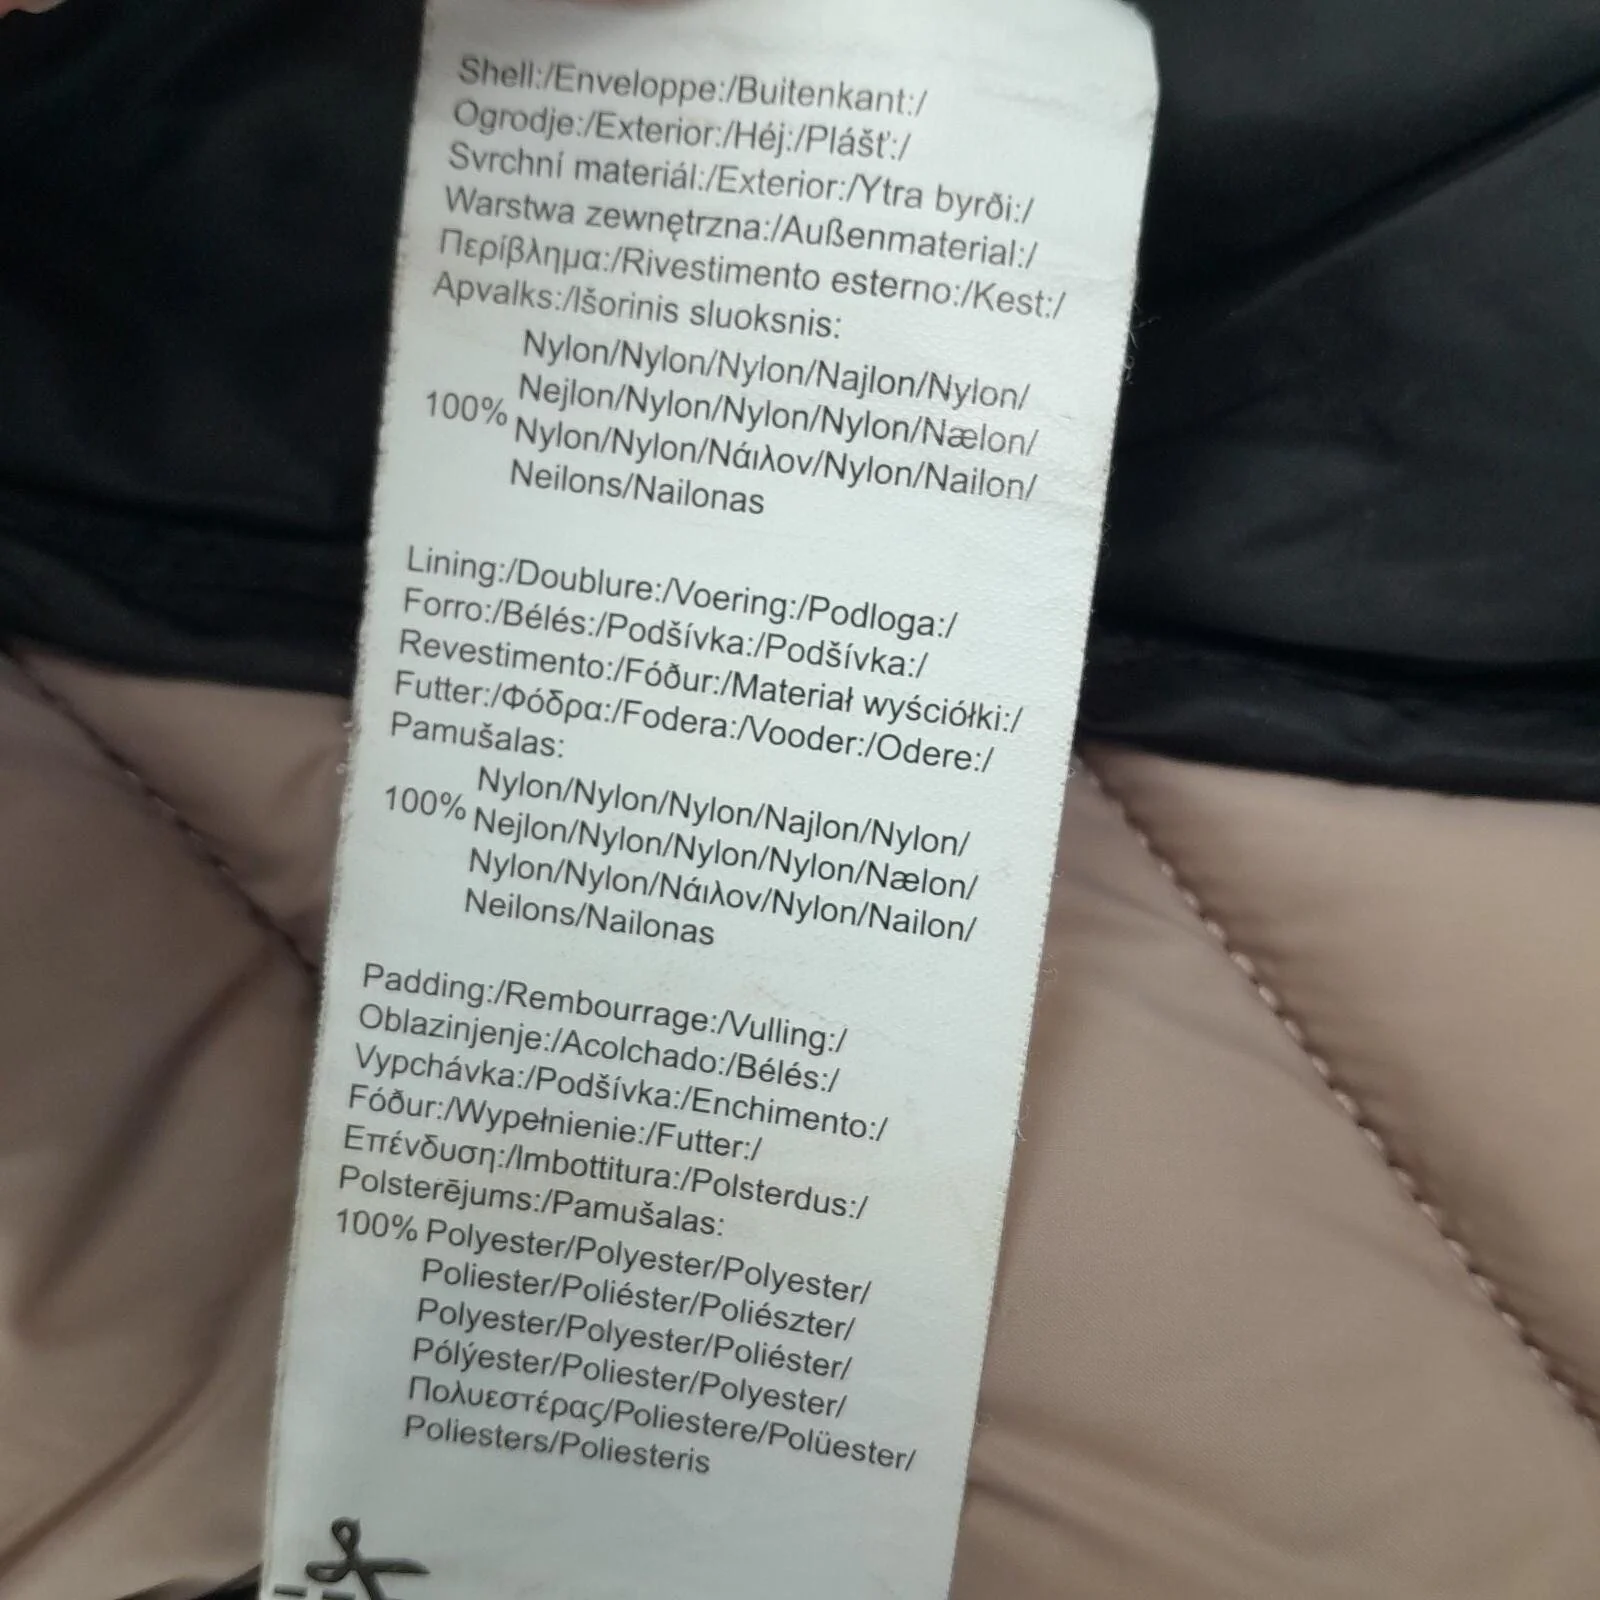 Shell:/Enveloppe:/Buitenkant:/
Ogrodje:/Exterior:/Héj:/Plášť:/
Svrchní materiál:/Exterior:/Ytra byrði:/
Warstwa zewnętrzna:/Außenmaterial:/
Περίβλημα:/Rivestimento esterno:/Kest:/
Apvalks:/Išorinis sluoksnis:
Nylon/Nylon/Nylon/Najlon/Nylon/
100% Nejlon/Nylon/Nylon/Nylon/Nælon/
Nylon/Nylon/Νάιλον/Nylon/Nailon/
Neilons/Nailonas
Lining:/Doublure:/Voering:/Podloga:/
Forro:/Bélés:/Podšívka:/Podšívka:/
Revestimento:/Fóður:/Materiał wyściółki:/
Futter:/Φόδρα:/Fodera:/Vooder:/Odere:/
Pamušalas:
Nylon/Nylon/Nylon/Najlon/Nylon/
100% Nejlon/Nylon/Nylon/Nylon/Nælon/
Nylon/Nylon/Νάιλον/Nylon/Nailon/
Neilons/Nailonas
Padding:/Rembourrage:/Vulling:/
Oblazinjenje:/Acolchado:/Bélés:/
Vypchávka:/Podšívka:/Enchimento:/
Fóður:/Wypełnienie:/Futter:/
Επένδυση:/Imbottitura:/Polsterdus:/
Polsterējums:/Pamušalas:
100% Polyester/Polyester/Polyester/
Poliester/Poliéster/Poliészter/
Polyester/Polyester/Poliéster/
Pólýester/Poliester/Polyester/
Πολυεστέρας/Poliestere/Polüester/
Poliesters/Poliesteris